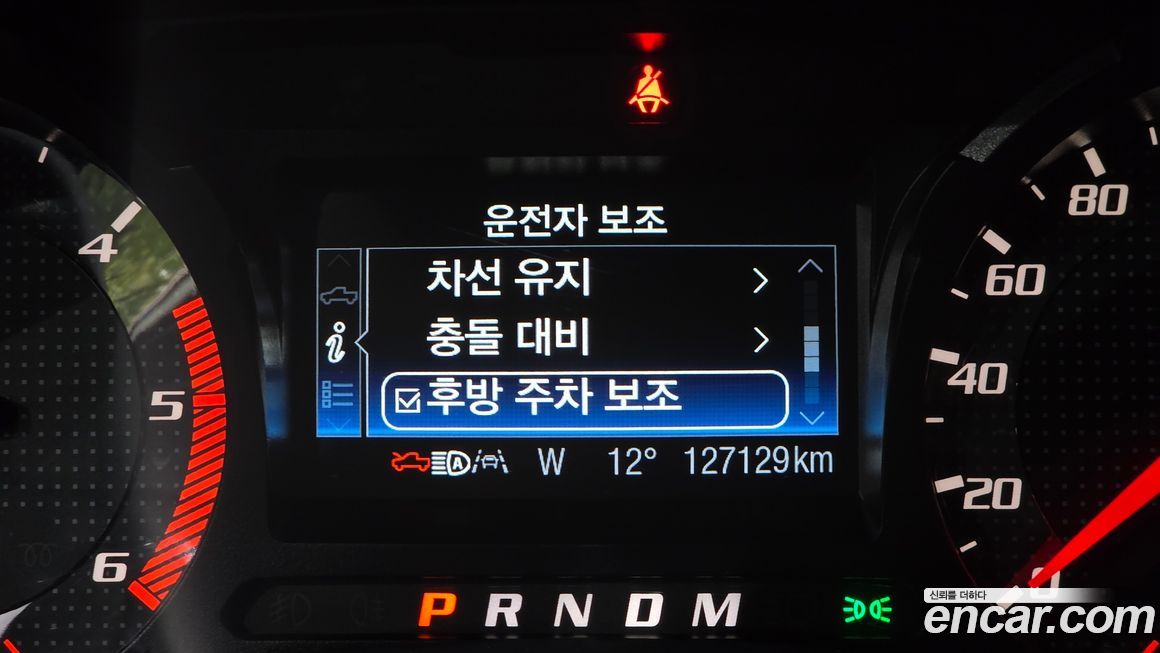 운전자 보조
차선 유지
충돌 대비
후방 주차 보조
W 12° 127129km
A
i
4
5
6
80
60
40
20
0
P R N D M
신뢰를 더하다
encar.com